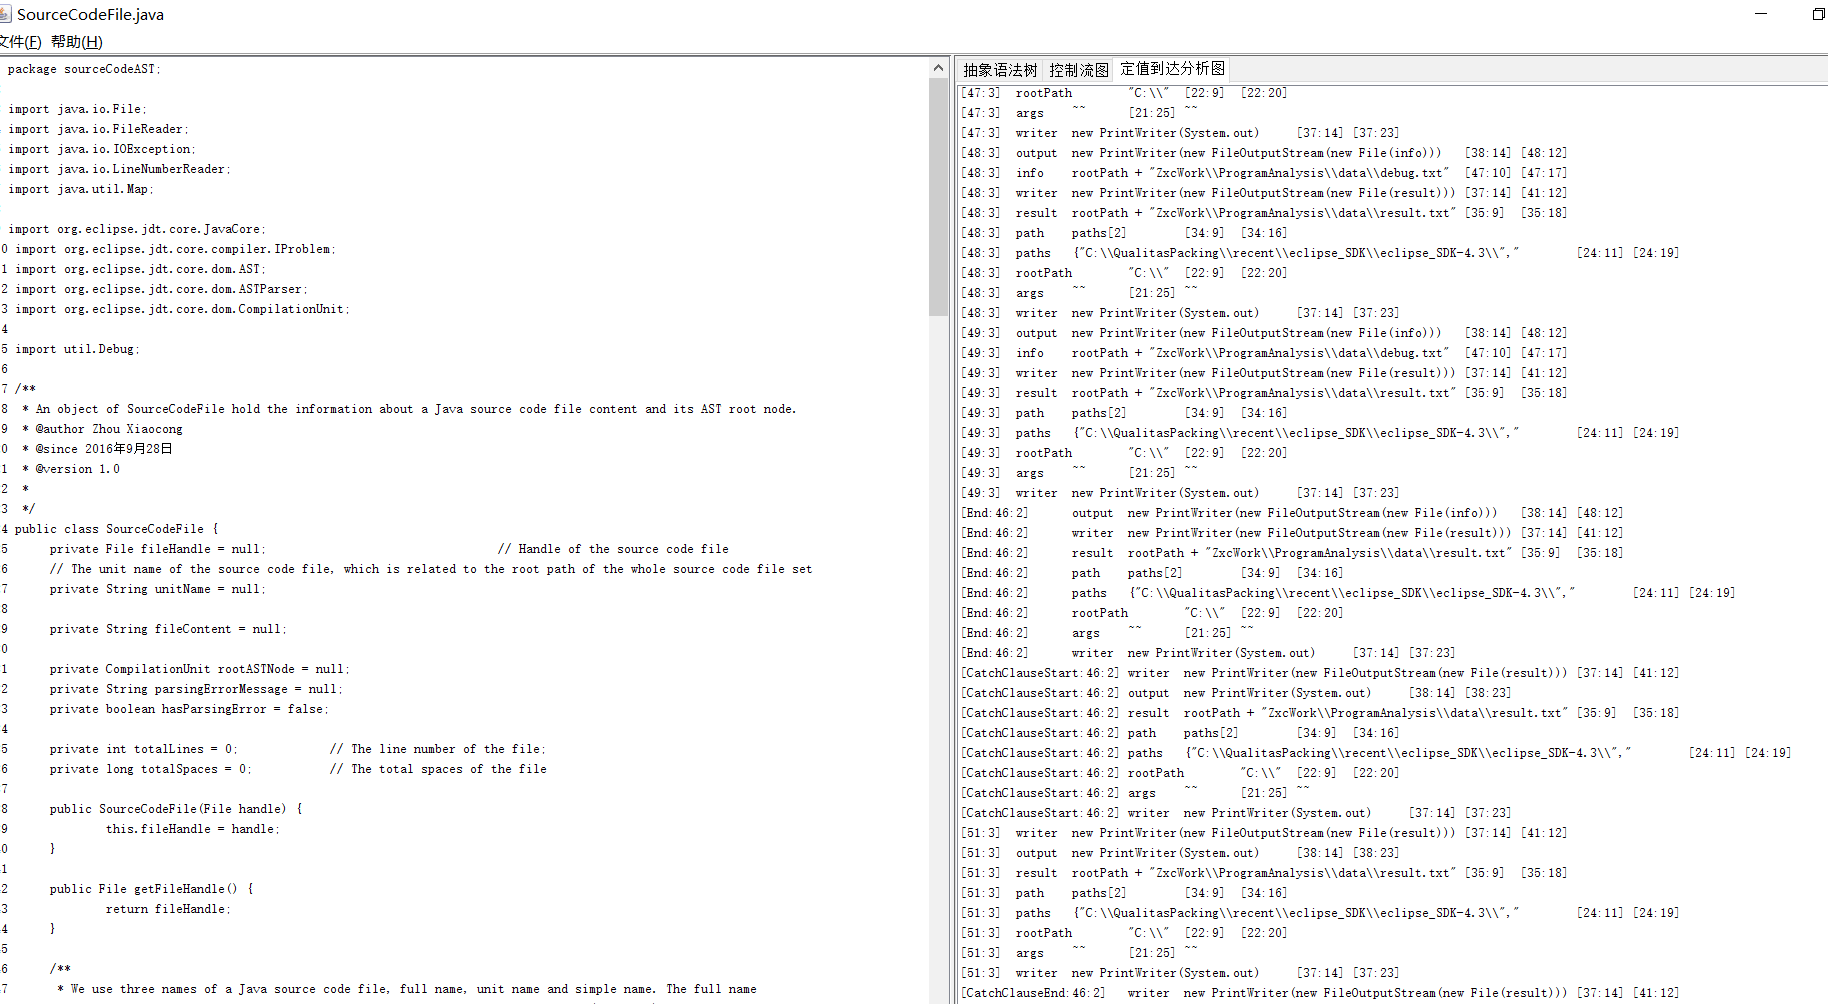 SourceCodeFile.java
文件(F) 帮助(H)
package sourceCodeAST;
import java.io.File;
import java.io.FileReader;
import java.io.IOException;
import java.io.LineNumberReader;
import java.util.Map;
import org.eclipse.jdt.core.JavaCore;
0 import org.eclipse.jdt.core.compiler.IProblem;
1 import org.eclipse.jdt.core.dom.AST;
2 import org.eclipse.jdt.core.dom.ASTParser;
3 import org.eclipse.jdt.core.dom.CompilationUnit;
4
5 import util.Debug;
6
7 /**
8  * An object of SourceCodeFile hold the information about a Java source code file content and its AST root node.
9  * @author Zhou Xiaocong
0  * @since 2016年9月28日
1  * @version 1.0
2  *
3  */
4 public class SourceCodeFile {
5 private File fileHandle = null; // Handle of the source code file
6 // The unit name of the source code file, which is related to the root path of the whole source code file set
7 private String unitName = null;
8
9 private String fileContent = null;
0
1 private CompilationUnit rootASTNode = null;
2 private String parsingErrorMessage = null;
3 private boolean hasParsingError = false;
4
5 private int totalLines = 0; // The line number of the file;
6 private long totalSpaces = 0; // The total spaces of the file
7
8 public SourceCodeFile(File handle) {
9 this.fileHandle = handle;
0 }
1
2 public File getFileHandle() {
3 return fileHandle;
4 }
5
6 /**
7 * We use three names of a Java source code file, full name, unit name and simple name. The full name
抽象语法树 控制流图 定值到达分析图
[47:3] rootPath "C:\\" [22:9] [22:20]
[47:3] args ~~ [21:25] ~~
[47:3] writer new PrintWriter(System.out) [37:14] [37:23]
[48:3] output new PrintWriter(new FileOutputStream(new File(info))) [38:14] [48:12]
[48:3] info rootPath + "ZxcWork\\ProgramAnalysis\\data\\debug.txt" [47:10] [47:17]
[48:3] writer new PrintWriter(new FileOutputStream(new File(result))) [37:14] [41:12]
[48:3] result rootPath + "ZxcWork\\ProgramAnalysis\\data\\result.txt" [35:9] [35:18]
[48:3] path paths[2] [34:9] [34:16]
[48:3] paths {"C:\\QualitasPacking\\recent\\eclipse_SDK\\eclipse_SDK-4.3\\"," [24:11] [24:19]
[48:3] rootPath "C:\\" [22:9] [22:20]
[48:3] args ~~ [21:25] ~~
[48:3] writer new PrintWriter(System.out) [37:14] [37:23]
[49:3] output new PrintWriter(new FileOutputStream(new File(info))) [38:14] [48:12]
[49:3] info rootPath + "ZxcWork\\ProgramAnalysis\\data\\debug.txt" [47:10] [47:17]
[49:3] writer new PrintWriter(new FileOutputStream(new File(result))) [37:14] [41:12]
[49:3] result rootPath + "ZxcWork\\ProgramAnalysis\\data\\result.txt" [35:9] [35:18]
[49:3] path paths[2] [34:9] [34:16]
[49:3] paths {"C:\\QualitasPacking\\recent\\eclipse_SDK\\eclipse_SDK-4.3\\"," [24:11] [24:19]
[49:3] rootPath "C:\\" [22:9] [22:20]
[49:3] args ~~ [21:25] ~~
[49:3] writer new PrintWriter(System.out) [37:14] [37:23]
[End:46:2] output new PrintWriter(new FileOutputStream(new File(info))) [38:14] [48:12]
[End:46:2] writer new PrintWriter(new FileOutputStream(new File(result))) [37:14] [41:12]
[End:46:2] result rootPath + "ZxcWork\\ProgramAnalysis\\data\\result.txt" [35:9] [35:18]
[End:46:2] path paths[2] [34:9] [34:16]
[End:46:2] paths {"C:\\QualitasPacking\\recent\\eclipse_SDK\\eclipse_SDK-4.3\\"," [24:11] [24:19]
[End:46:2] rootPath "C:\\" [22:9] [22:20]
[End:46:2] args ~~ [21:25] ~~
[End:46:2] writer new PrintWriter(System.out) [37:14] [37:23]
[CatchClauseStart:46:2] writer new PrintWriter(new FileOutputStream(new File(result))) [37:14] [41:12]
[CatchClauseStart:46:2] output new PrintWriter(System.out) [38:14] [38:23]
[CatchClauseStart:46:2] result rootPath + "ZxcWork\\ProgramAnalysis\\data\\result.txt" [35:9] [35:18]
[CatchClauseStart:46:2] path paths[2] [34:9] [34:16]
[CatchClauseStart:46:2] paths {"C:\\QualitasPacking\\recent\\eclipse_SDK\\eclipse_SDK-4.3\\"," [24:11] [24:19]
[CatchClauseStart:46:2] rootPath "C:\\" [22:9] [22:20]
[CatchClauseStart:46:2] args ~~ [21:25] ~~
[CatchClauseStart:46:2] writer new PrintWriter(System.out) [37:14] [37:23]
[51:3] writer new PrintWriter(new FileOutputStream(new File(result))) [37:14] [41:12]
[51:3] output new PrintWriter(System.out) [38:14] [38:23]
[51:3] result rootPath + "ZxcWork\\ProgramAnalysis\\data\\result.txt" [35:9] [35:18]
[51:3] path paths[2] [34:9] [34:16]
[51:3] paths {"C:\\QualitasPacking\\recent\\eclipse_SDK\\eclipse_SDK-4.3\\"," [24:11] [24:19]
[51:3] rootPath "C:\\" [22:9] [22:20]
[51:3] args ~~ [21:25] ~~
[51:3] writer new PrintWriter(System.out) [37:14] [37:23]
[CatchClauseEnd:46:2] writer new PrintWriter(new FileOutputStream(new File(result))) [37:14] [41:12]